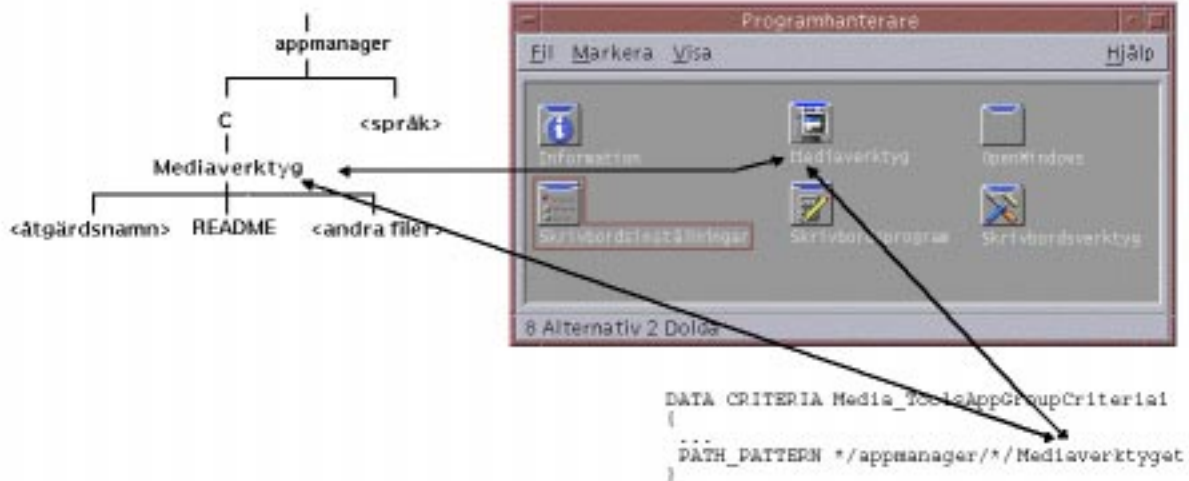 appmanager
C
<språk>
Mediaverktyg
<åtgärdsnamn> README <andra filer>
Programhanterare
Fil Markera Visa Hjälp
Information Mediaverktyg OpenWindows
Skrivbordsinställningar Skrivbordsprogram Skrivbordsverktyg
8 Alternativ 2 Dolda
DATA CRITERIA Media_ToolsAppGroupCriteria1
{
...
PATH_PATTERN */appmanager/*/Mediaverktyget
}